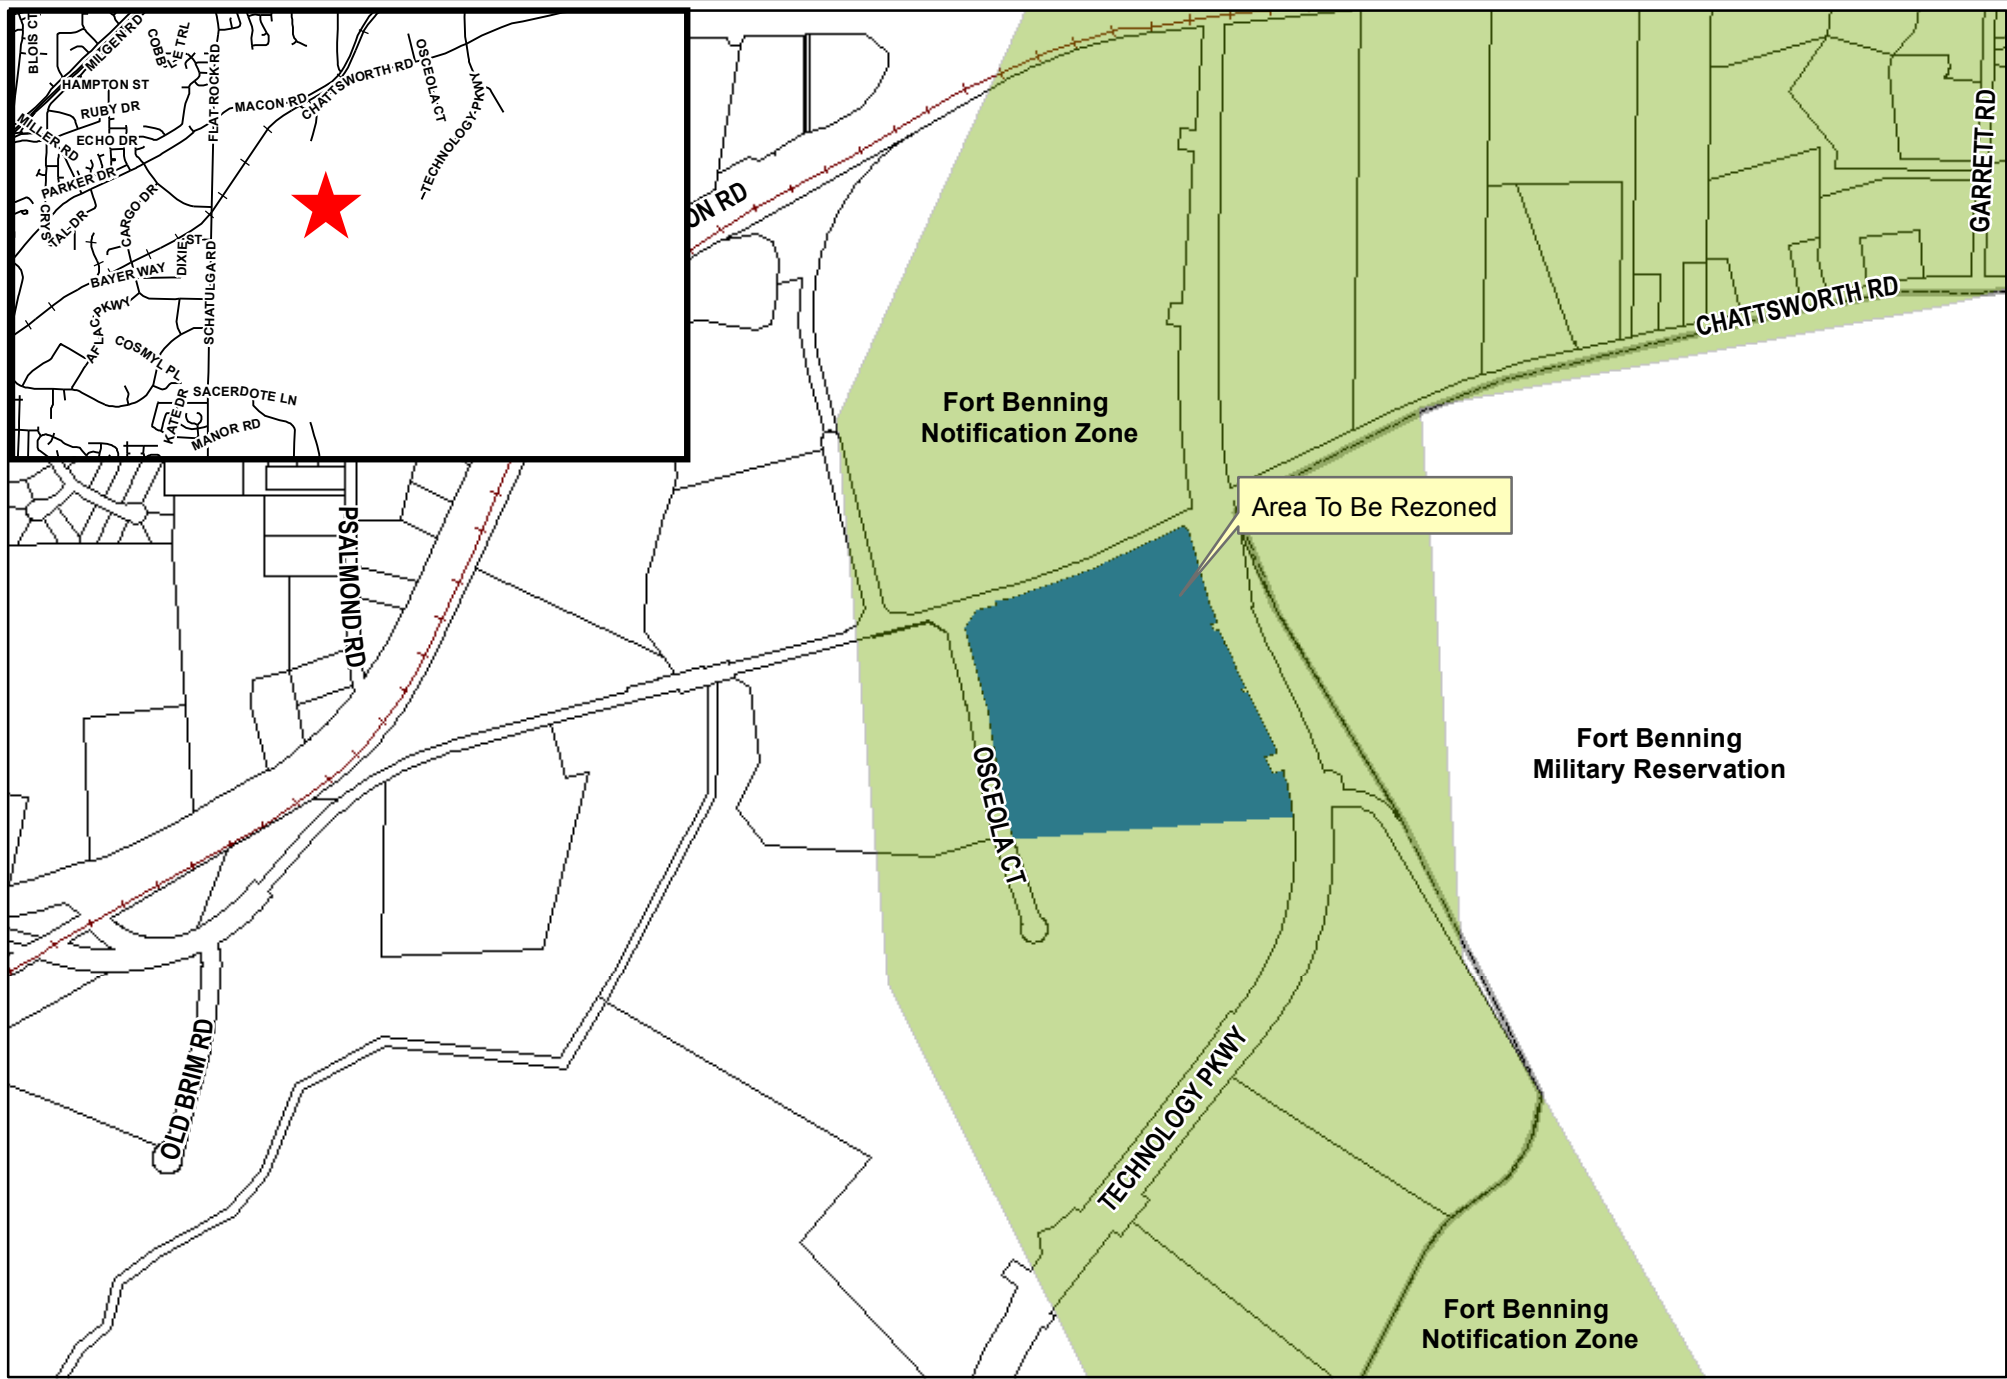 BLOIS CT
MILGEN RD
COBB
LE TRL
FLAT ROCK RD
HAMPTON ST
RUBY DR
MILLER RD
ECHO DR
MACON RD
CHATTSWORTH RD
OSCEOLA CT
TECHNOLOGY PKWY
PARKER DR
CRYS
TAL DR
CARGO DR
DIXIE
ST
SCHATULGA RD
BAYER WAY
AFLAC PKWY
COSMYL PL
SACERDOTE LN
KATE DR
MANOR RD
ON RD
GARRETT RD
CHATTSWORTH RD
Fort Benning
Notification Zone
Area To Be Rezoned
PSALMOND RD
Fort Benning
Military Reservation
OSCEOLA CT
OLD BRIM RD
TECHNOLOGY PKWY
Fort Benning
Notification Zone